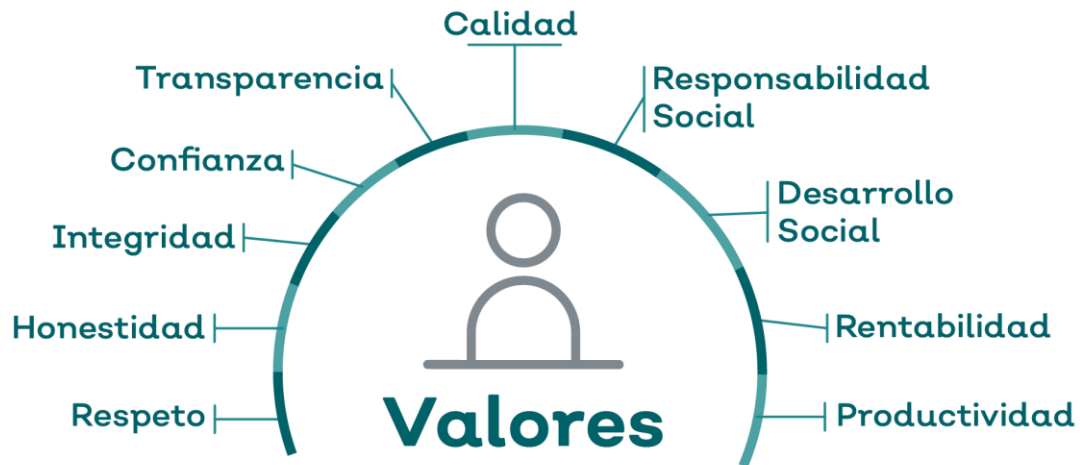 Calidad
Transparencia
Responsabilidad
Social
Confianza
Desarrollo
Social
Integridad
Honestidad
Rentabilidad
Respeto
Productividad
Valores